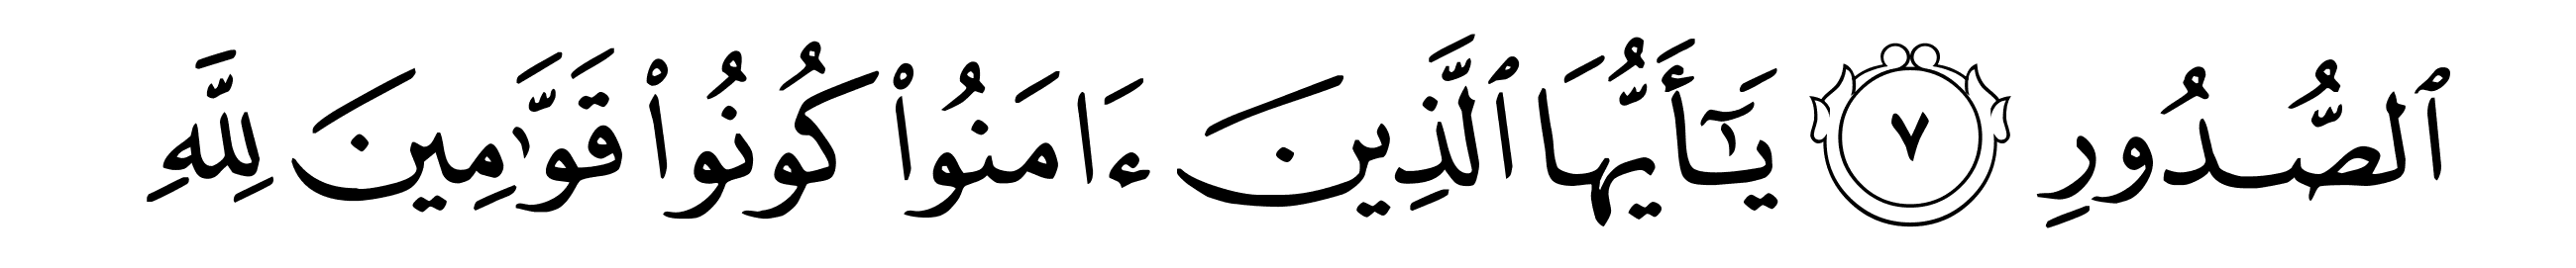 ٱلصُّدُورِ ٧ يَـٰٓأَيُّهَا ٱلَّذِينَ ءَامَنُوا۟ كُونُوا۟ قَوَّٰمِينَ لِلَّهِ